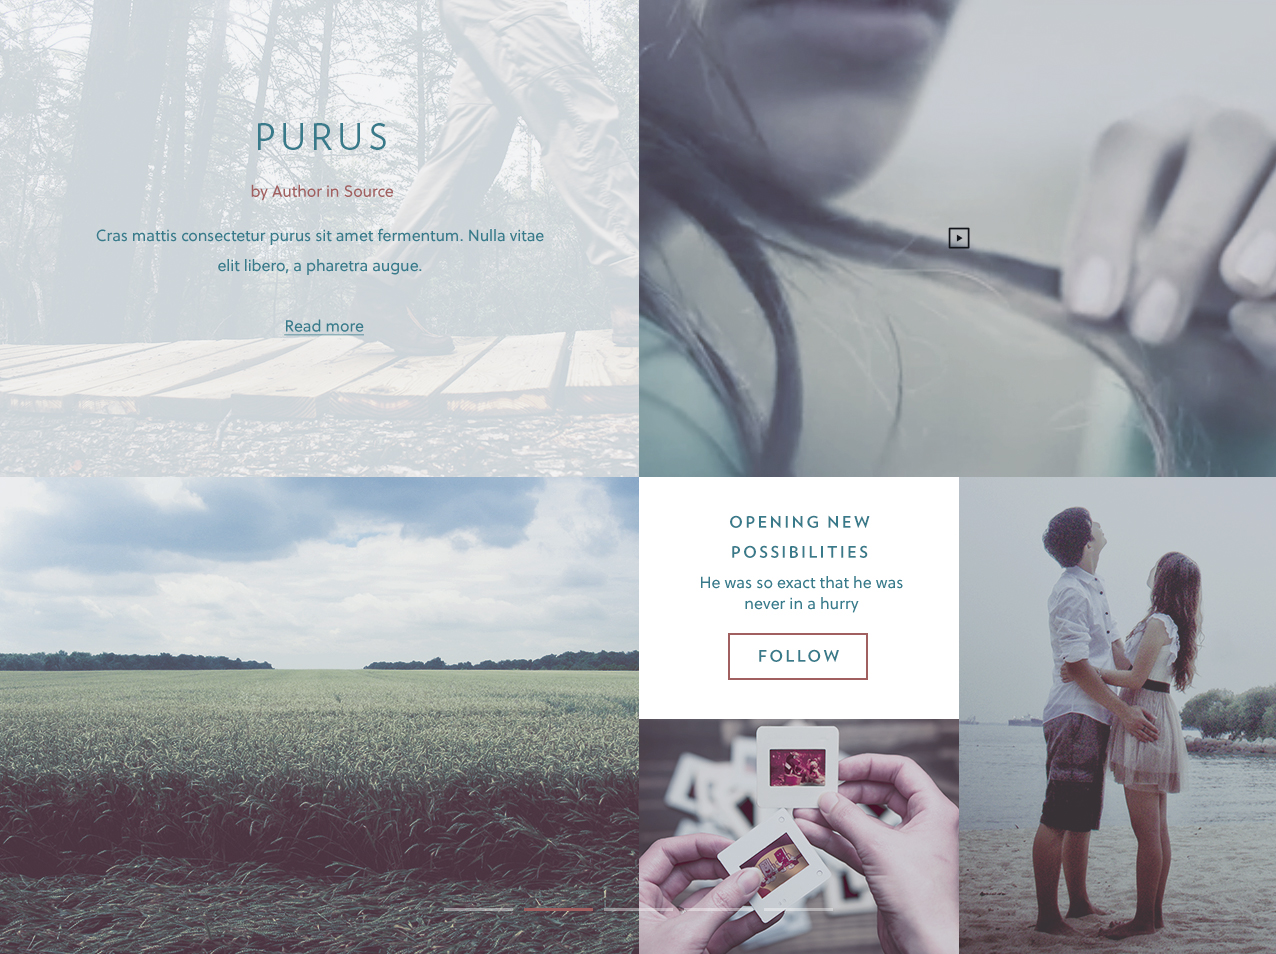 PURUS
by Author in Source
Cras mattis consectetur purus sit amet fermentum. Nulla vitae
elit libero, a pharetra augue.
Read more
OPENING NEW
POSSIBILITIES
He was so exact that he was
never in a hurry
FOLLOW